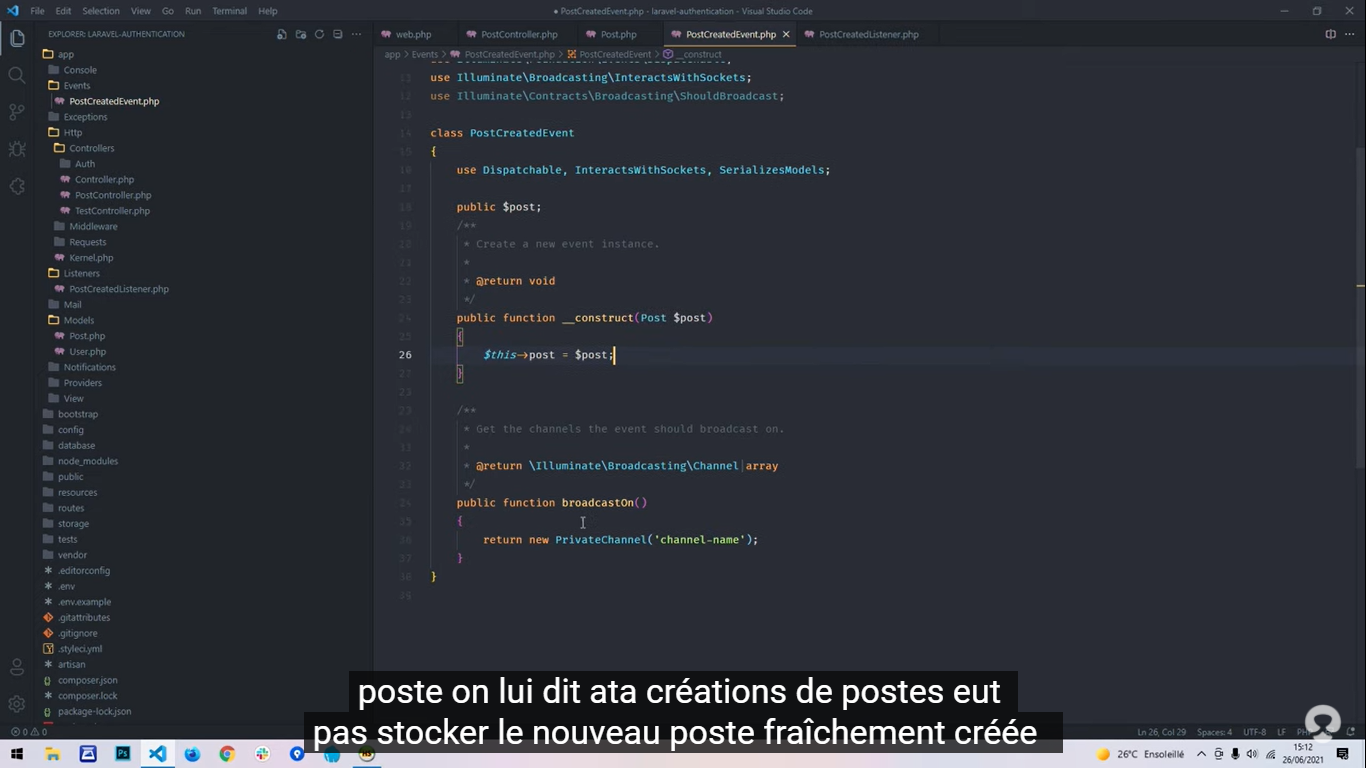 File Edit Selection View Go Run Terminal Help
● PostCreatedEvent.php - laravel-authentication - Visual Studio Code
EXPLORER: LARAVEL-AUTHENTICATION
app
Console
Events
PostCreatedEvent.php
Exceptions
Http
Controllers
Auth
Controller.php
PostController.php
TestController.php
Middleware
Requests
Kernel.php
Listeners
PostCreatedListener.php
Mail
Models
Post.php
User.php
Notifications
Providers
View
bootstrap
config
database
node_modules
public
resources
routes
storage
tests
vendor
.editorconfig
.env
.env.example
.gitattributes
.gitignore
.styleci.yml
artisan
composer.json
composer.lock
package-lock.json
web.php PostController.php Post.php PostCreatedEvent.php PostCreatedListener.php
app > Events > PostCreatedEvent.php > PostCreatedEvent > __construct
use Illuminate\Broadcasting\InteractsWithSockets;
use Illuminate\Contracts\Broadcasting\ShouldBroadcast;
class PostCreatedEvent
{
use Dispatchable, InteractsWithSockets, SerializesModels;
public $post;
/**
* Create a new event instance.
*
* @return void
*/
public function __construct(Post $post)
{
26 $this→post = $post;
}
/**
* Get the channels the event should broadcast on.
*
* @return \Illuminate\Broadcasting\Channel|array
*/
public function broadcastOn()
{
return new PrivateChannel('channel-name');
}
}
poste on lui dit ata créations de postes eut
pas stocker le nouveau poste fraîchement créée
0 0
Ln 26, Col 29 Spaces: 4 UTF-8 LF
26°C Ensoleillé
15:12
26/06/2021